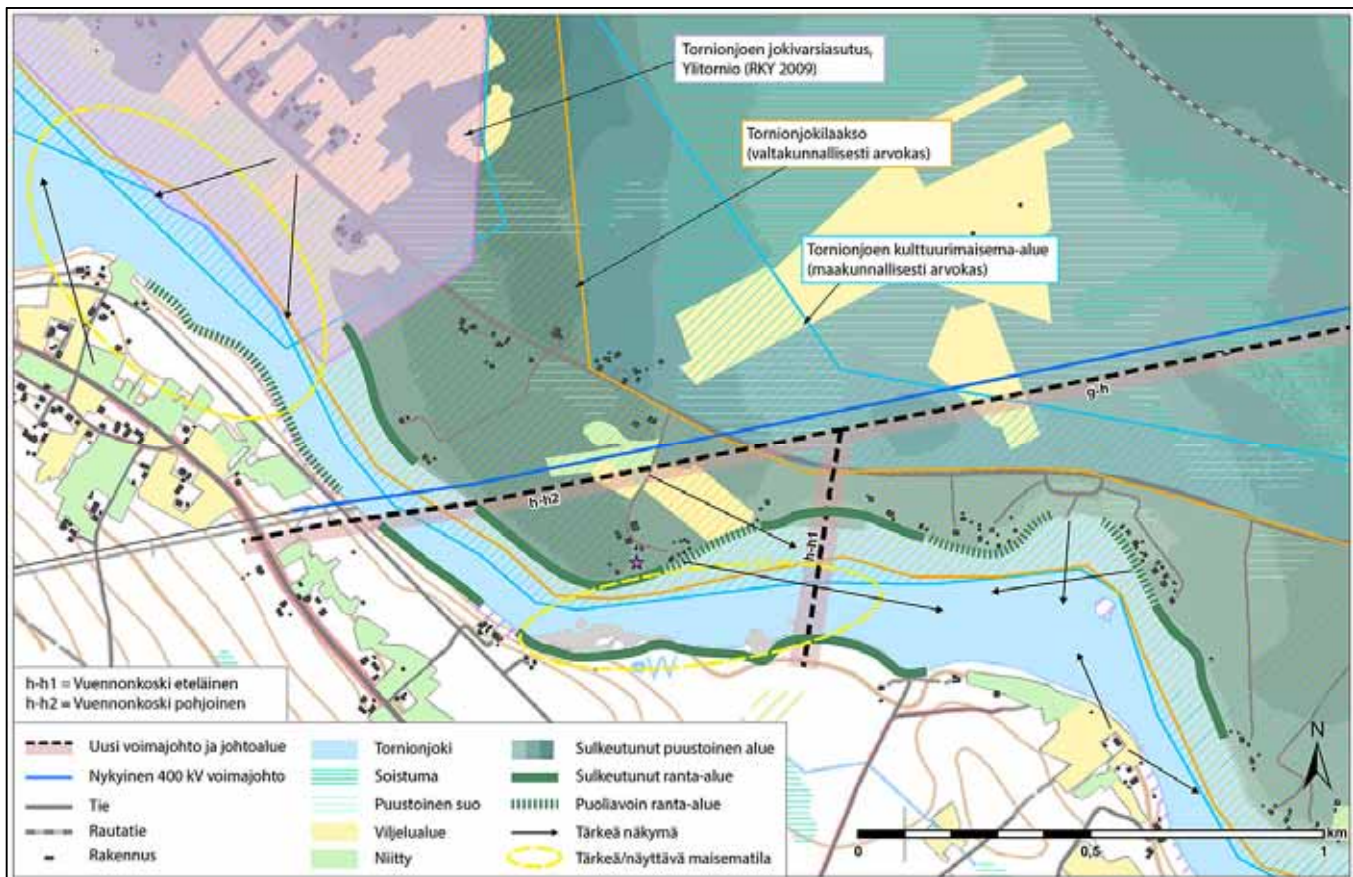 Tornionjoen jokivarsiasutus,
Ylitornio (RKY 2009)
Tornionjokilaakso
(valtakunnallisesti arvokas)
Tornionjoen kulttuurimaisema-alue
(maakunnallisesti arvokas)
g-h
h-h2
h-h1
h-h1 = Vuennonkoski eteläinen
h-h2 = Vuennonkoski pohjoinen
Uusi voimajohto ja johtoalue
Nykyinen 400 kV voimajohto
Tie
Rautatie
Rakennus
Tornionjoki
Soistuma
Puustoinen suo
Viljelualue
Niitty
Sulkeutunut puustoinen alue
Sulkeutunut ranta-alue
Puoliavoin ranta-alue
Tärkeä näkymä
Tärkeä/näyttävä maisematila
N
km
0
0,5
1